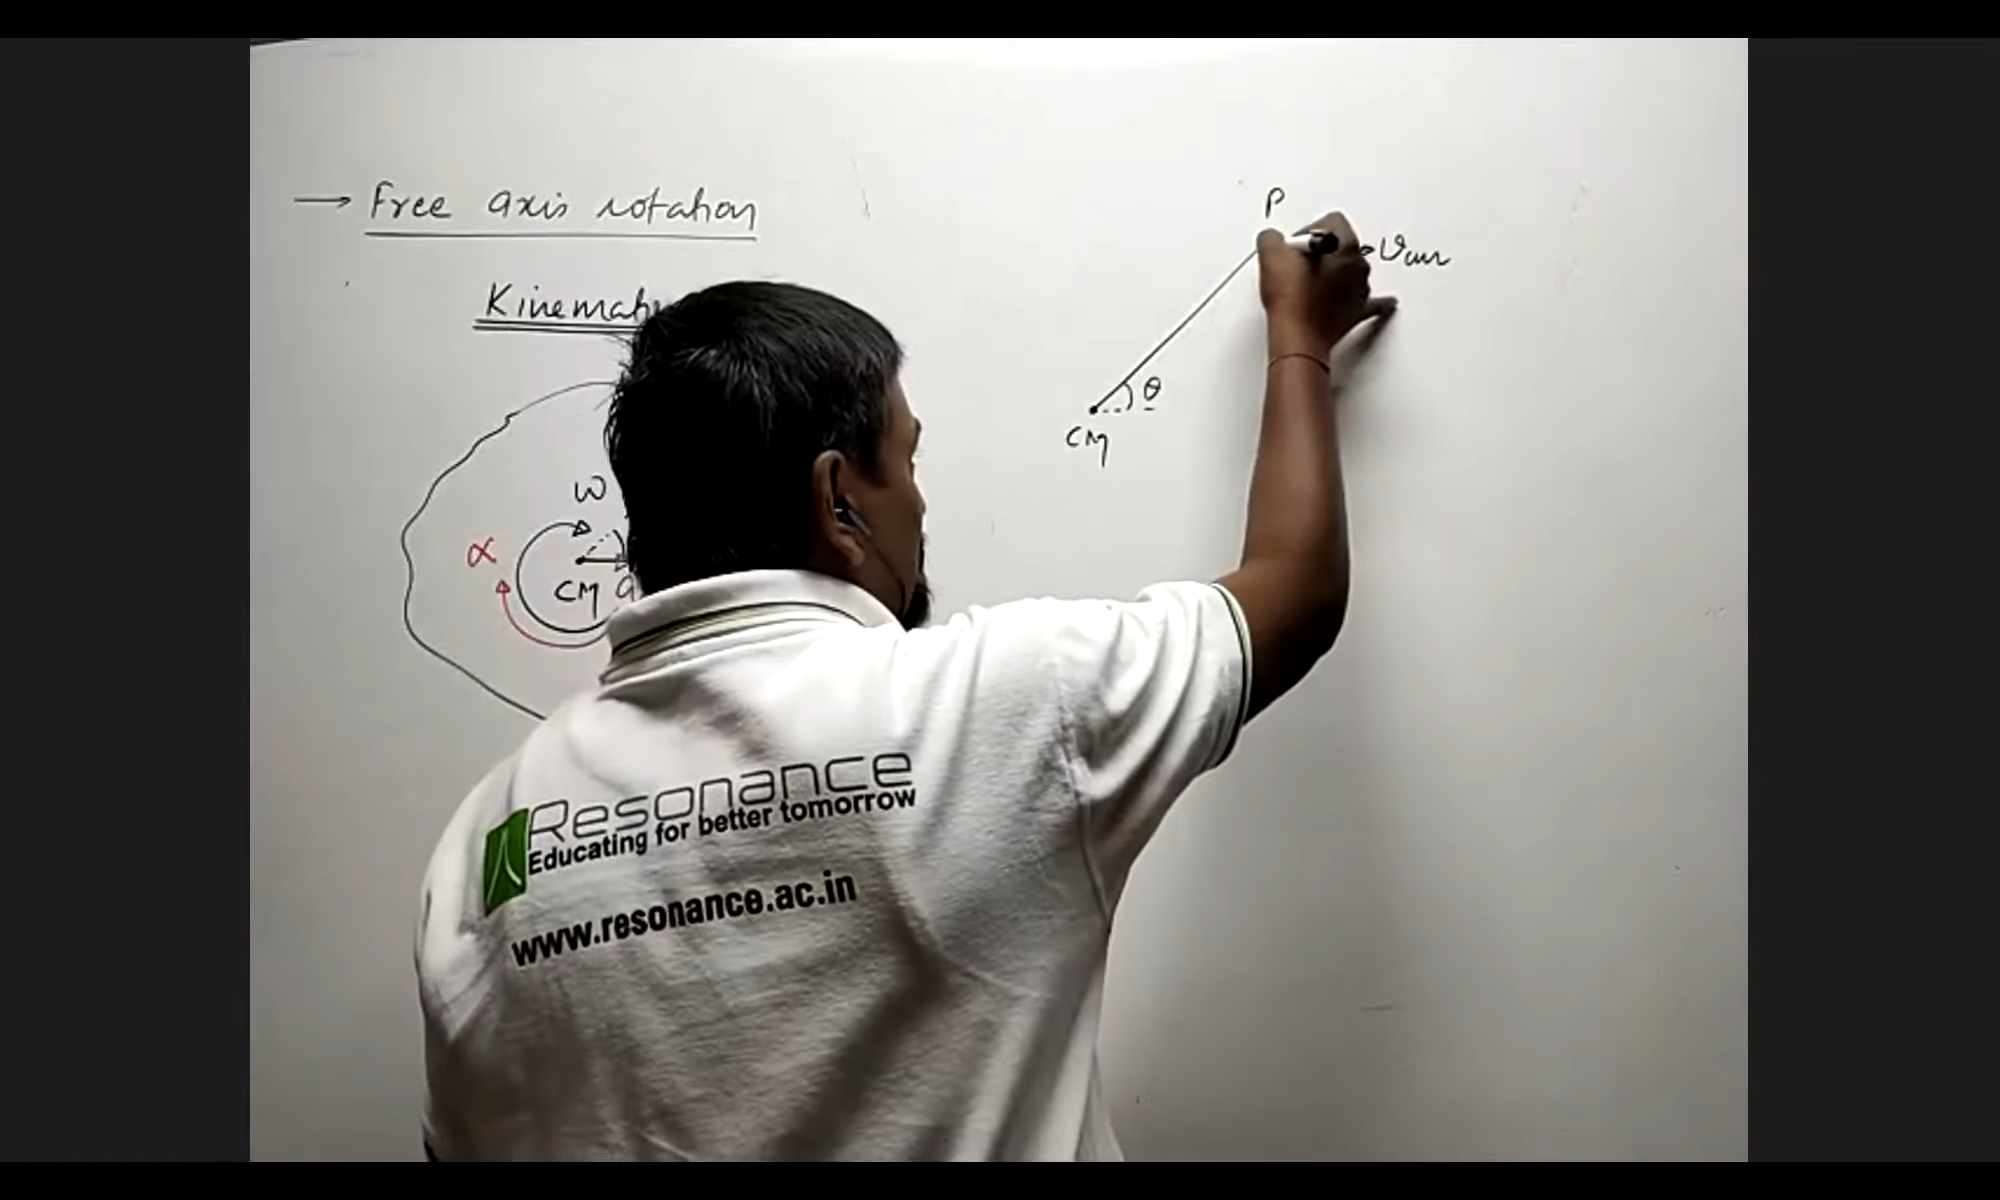 → Free axis rotation
Kinemat
ω
α
CM a
P
Vcm
θ
CM
Resonance
Educating for better tomorrow
www.resonance.ac.in